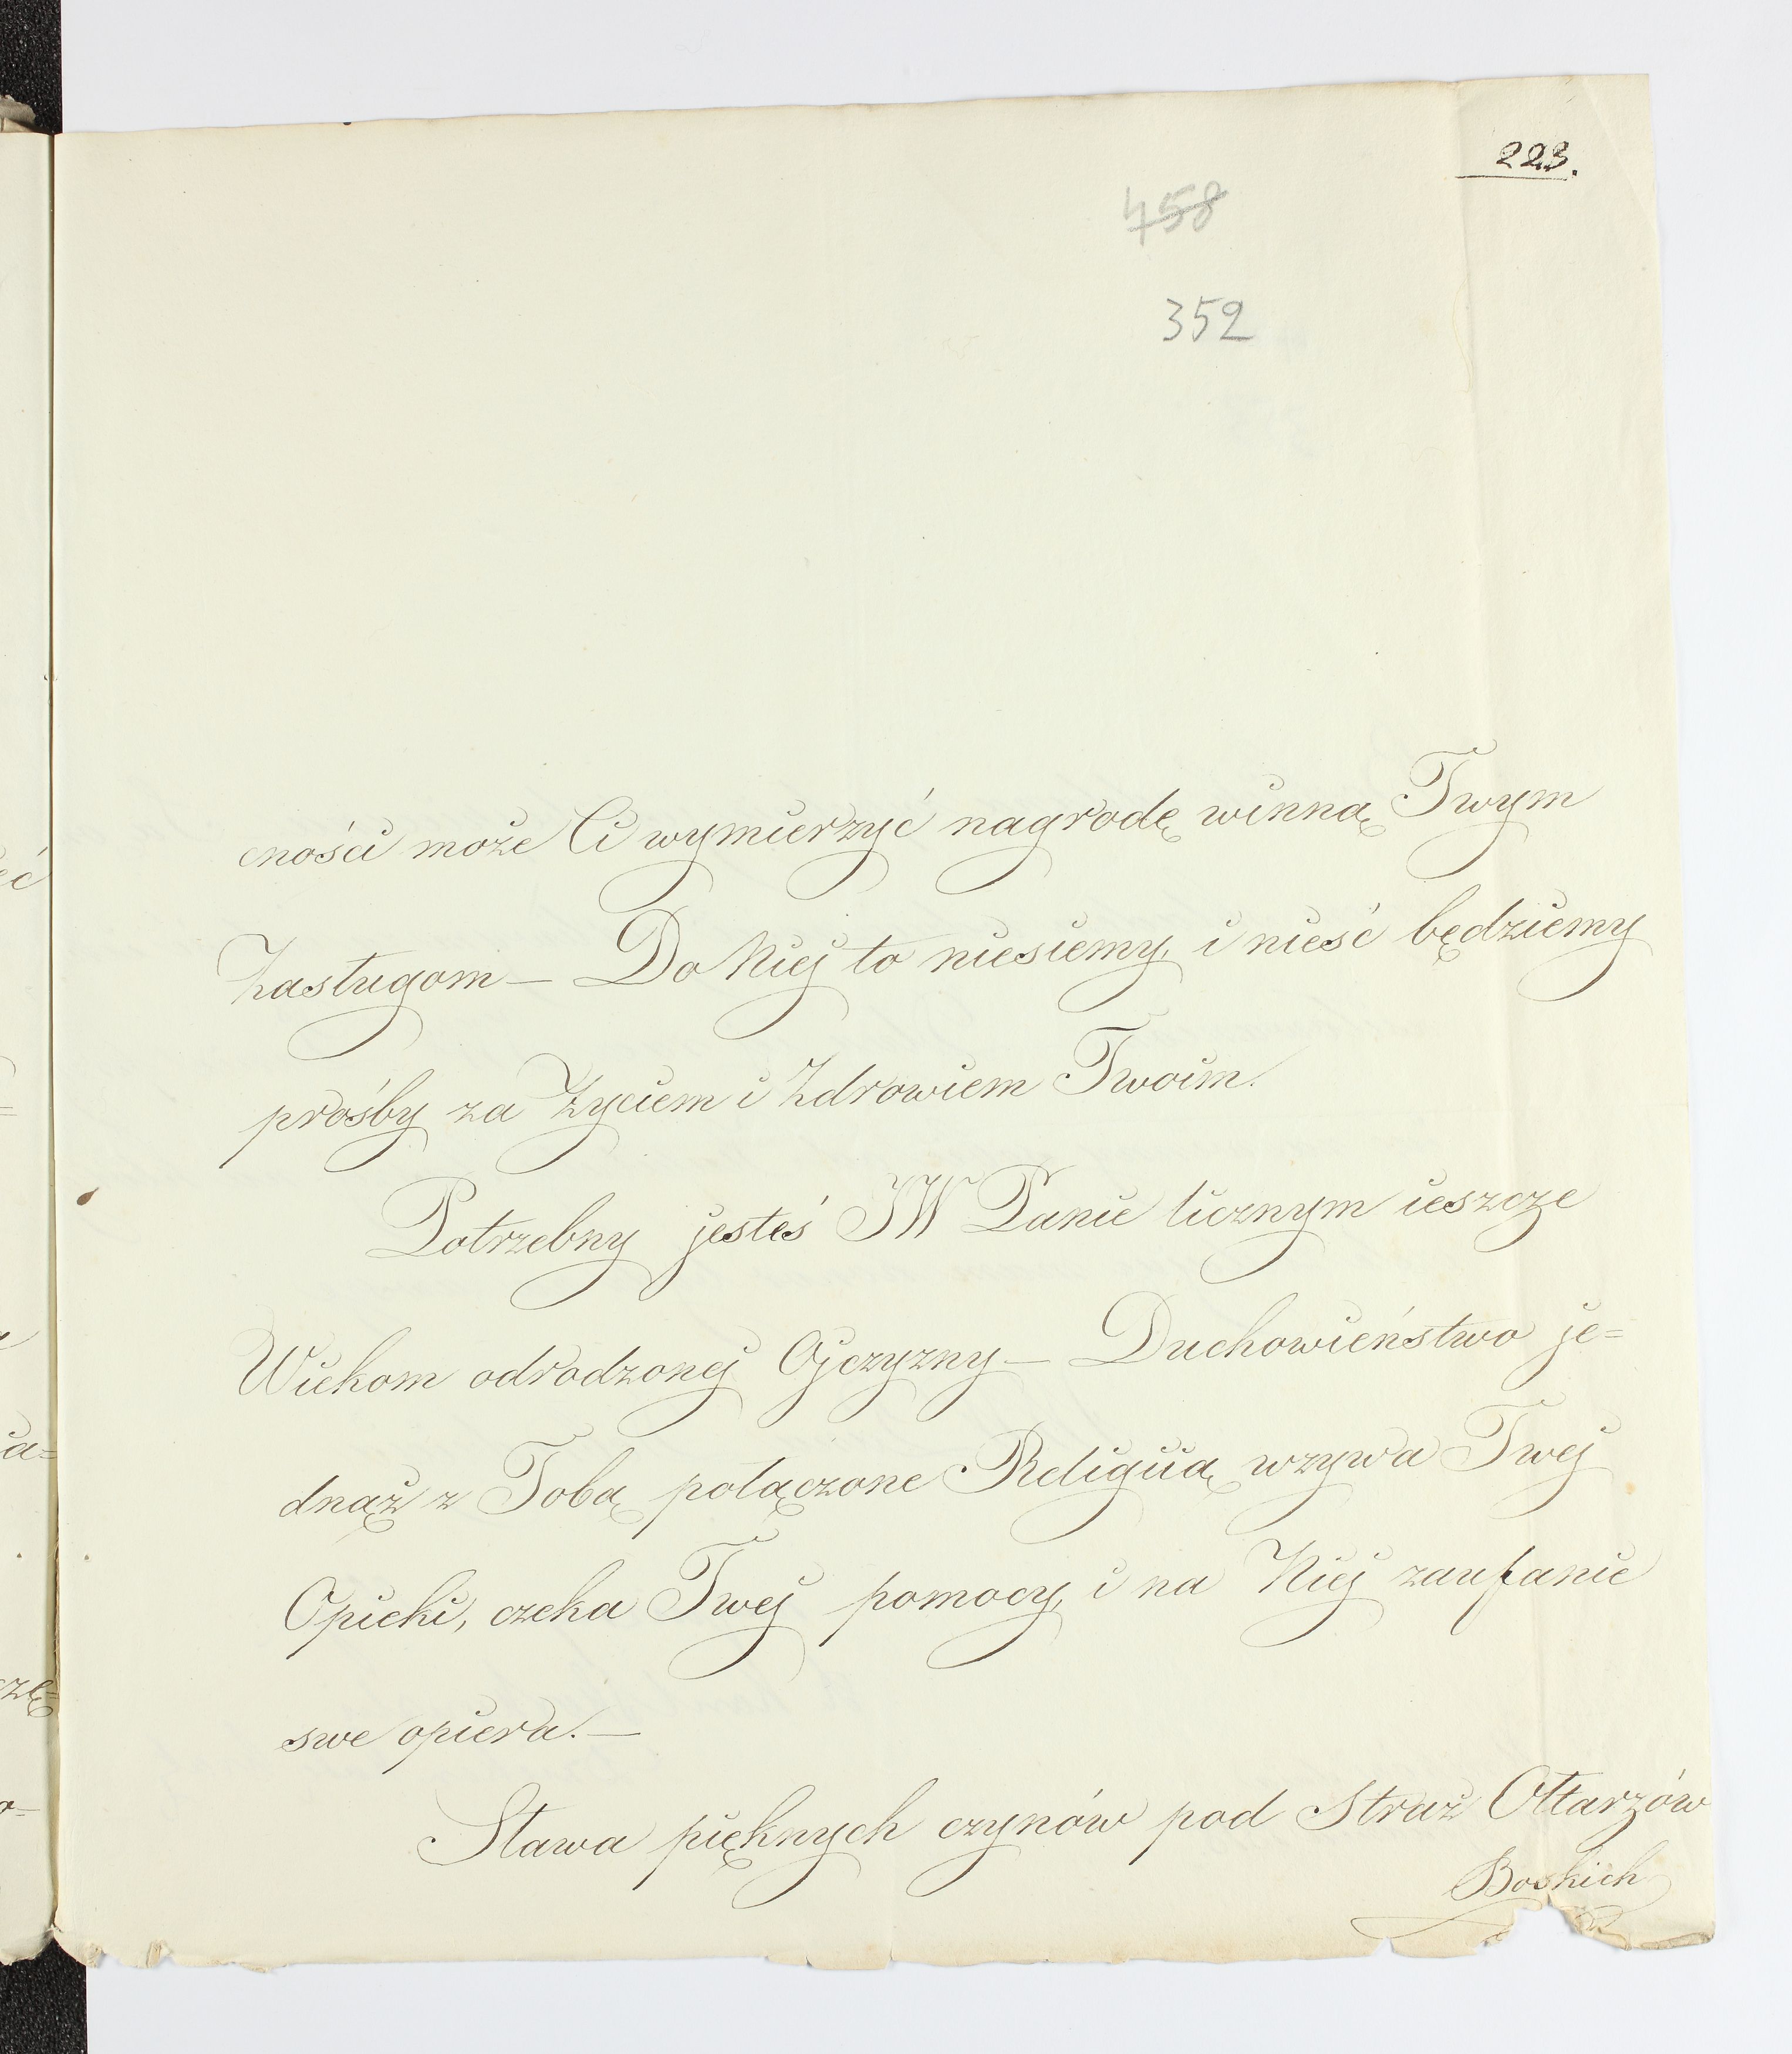 223.
458
352
cności może Ci wymierzyć nagrodę winną Twym
Zasługom — Do Niej to niesiemy, i nieść będziemy
prośby za Życiem i Zdrowiem Twoim.
Potrzebny jesteś JW Panie licznym ieszcze
Wiekom odrodzonej Ojczyzny — Duchowieństwo je=
dnąż z Tobą połączone Religiią wzywa Twej
Opieki, czeka Twej pomocy, i na Niej zaufanie
swe opiera. —
Sława pięknych czynów pod Straż Ołtarzów
Boskich